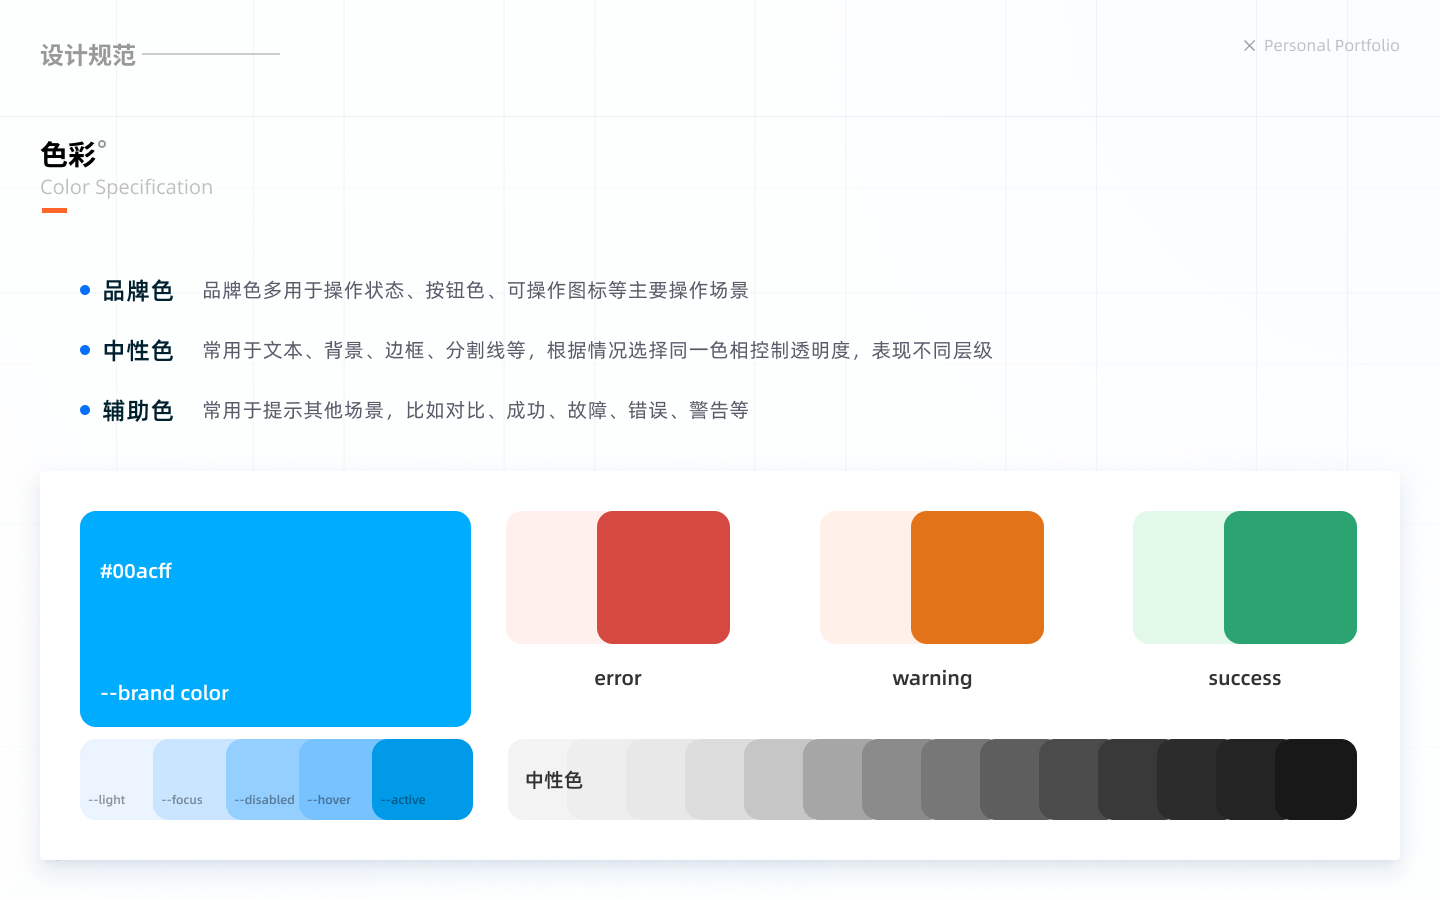 设计规范
× Personal Portfolio
色彩°
Color Specification
品牌色 品牌色多用于操作状态、按钮色、可操作图标等主要操作场景
中性色 常用于文本、背景、边框、分割线等，根据情况选择同一色相控制透明度，表现不同层级
辅助色 常用于提示其他场景，比如对比、成功、故障、错误、警告等
#00acff
--brand color
error
warning
success
--light
--focus
--disabled
--hover
--active
中性色